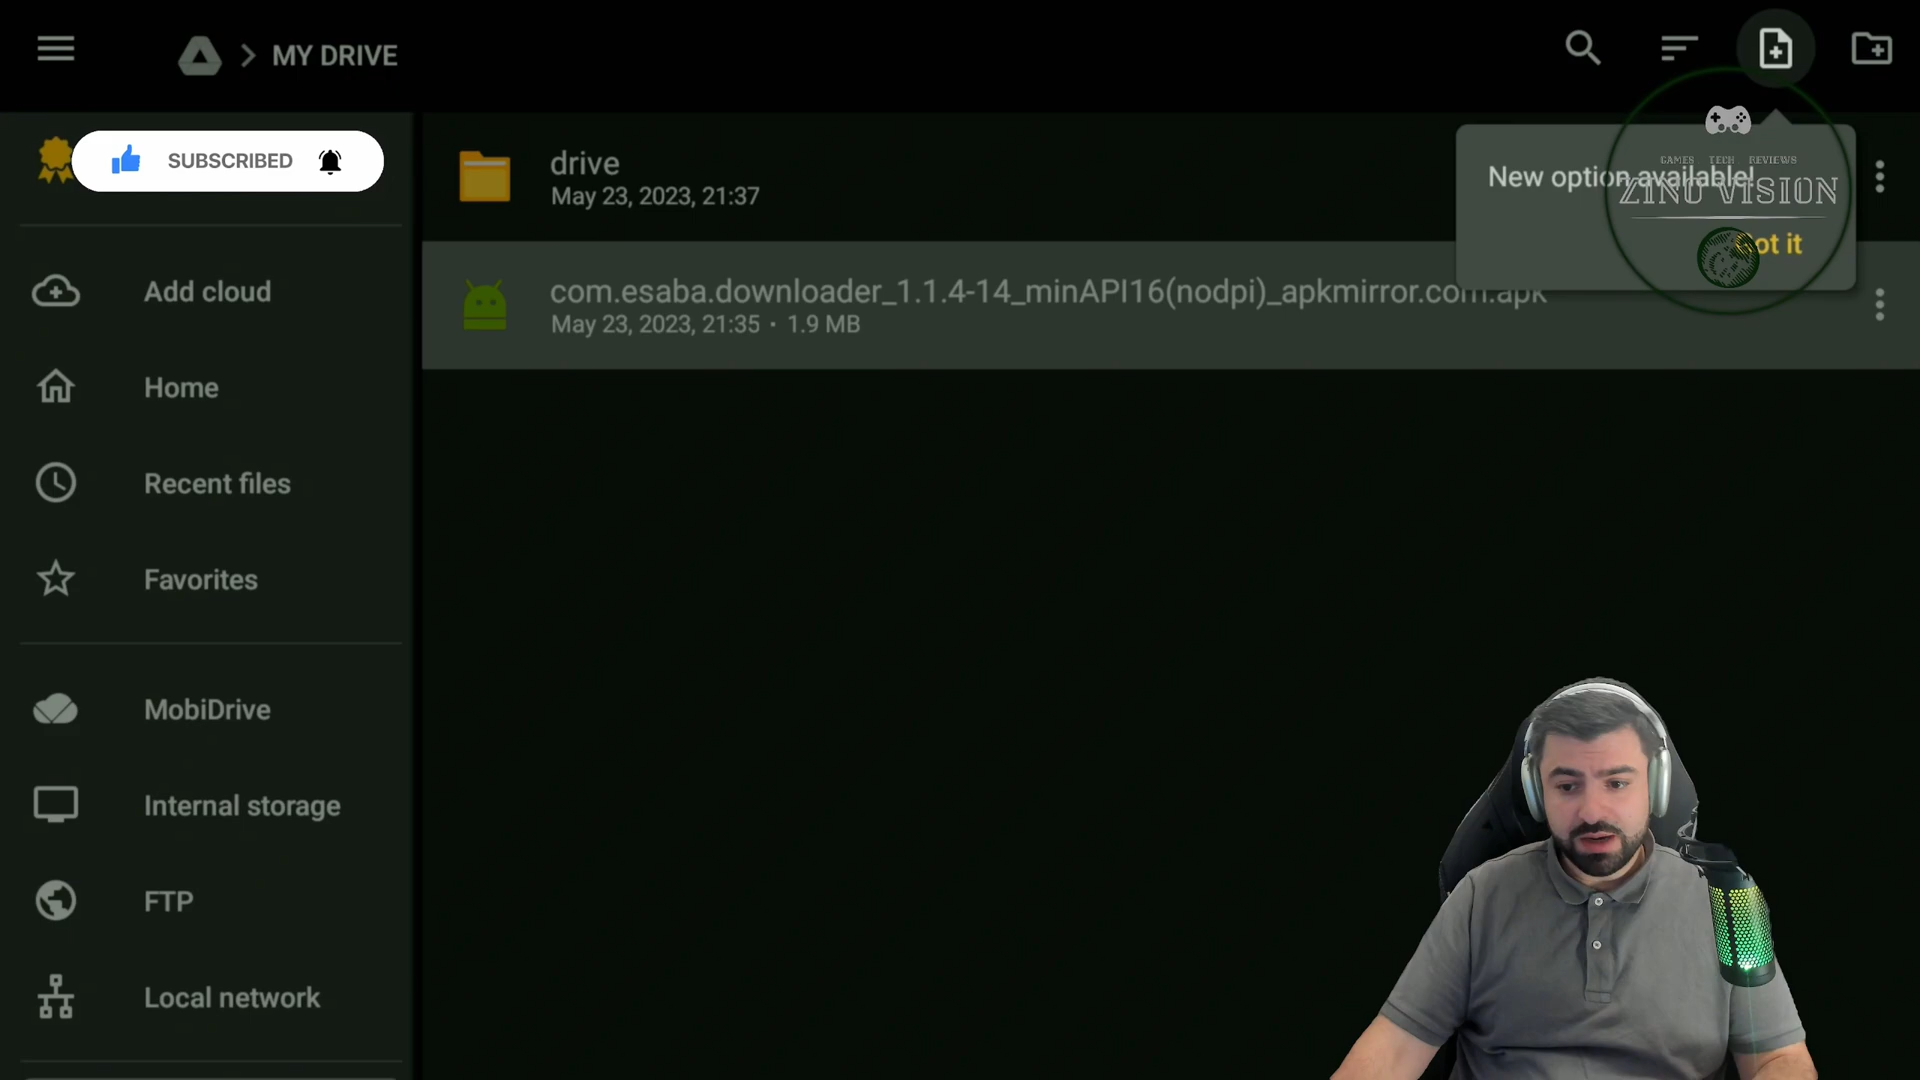 MY DRIVE
SUBSCRIBED
Add cloud
Home
Recent files
Favorites
MobiDrive
Internal storage
FTP
Local network
drive
May 23, 2023, 21:37
com.esaba.downloader_1.1.4-14_minAPI16(nodpi)_apkmirror.com.apk
May 23, 2023, 21:35 • 1.9 MB
New option available!
Got it
GAMES TECH REVIEWS
ZINO VISION